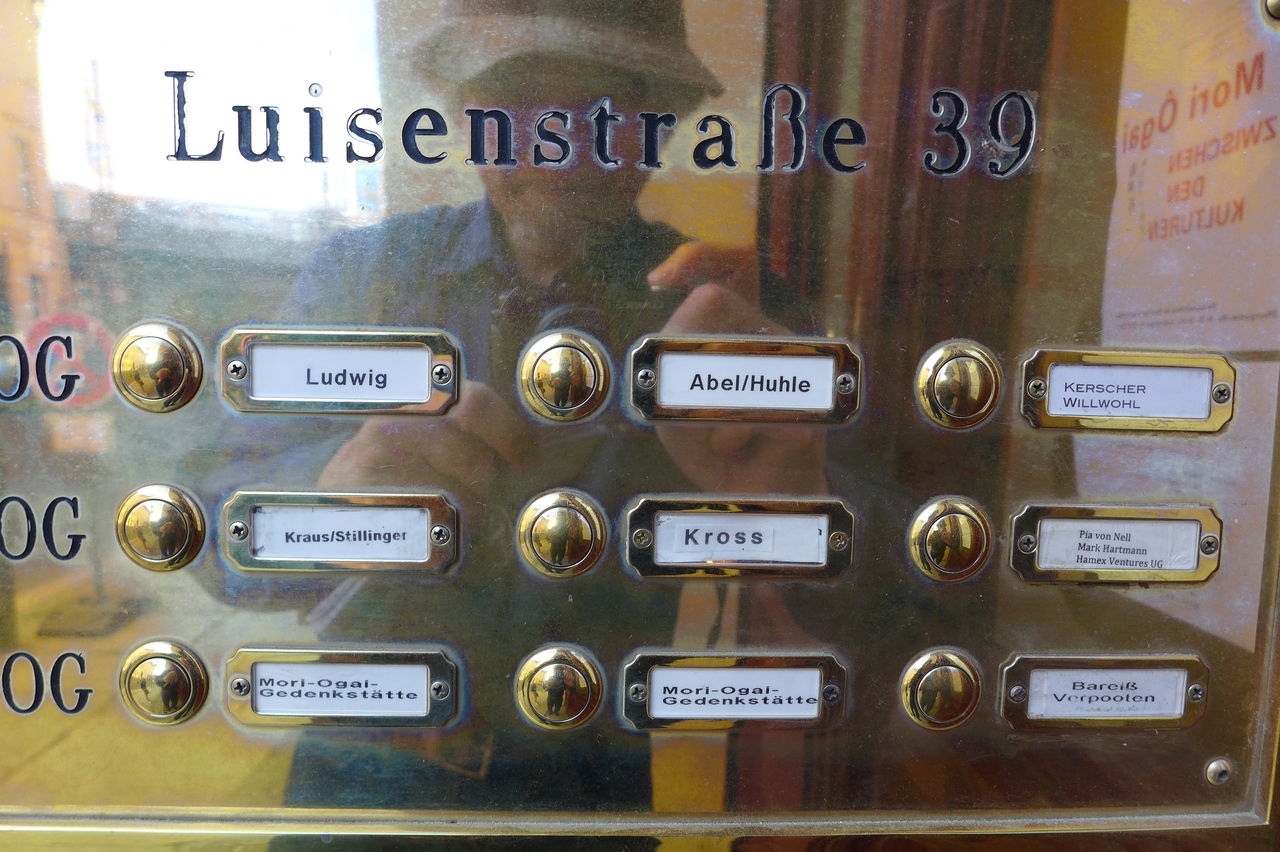 Luisenstraße 39
OG
Ludwig
Abel/Huhle
KERSCHER
WILLWOHL
OG
Kraus/Stillinger
Kross
Pia von Nell
Mark Hartmann
Hamex Ventures UG
OG
Mori-Ogai-
Gedenkstätte
Mori-Ogai-
Gedenkstätte
Bareiß
Verpooten
Mori Ôgai
ZWISCHEN
DEN
KULTUREN